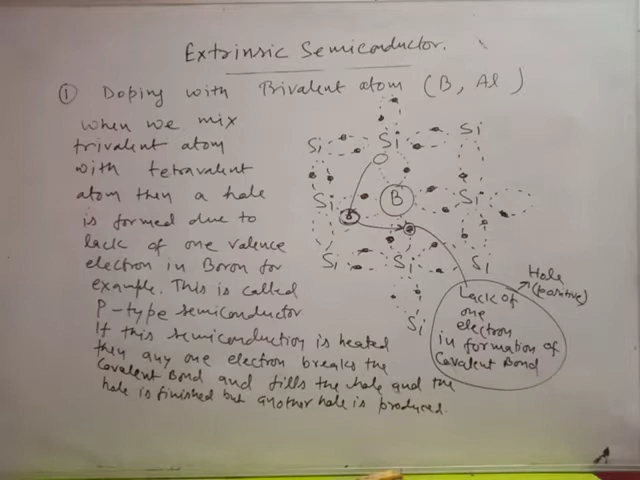 Extrinsic Semiconductor.
① Doping with Trivalent atom (B, Al)
when we mix
trivalent atom
with tetravalent
atom then a hole
is formed due to
lack of one valence
electron in Boron for
example. This is called
P-type semiconductor
If this semiconduction is heated
then any one electron breaks the
Covalent Bond and fills the hole and the
hole is finished but another hole is produced.
Si Si Si
Si B Si
Si Si Si
Si
Hole
(positive)
Lack of
one
electron
in formation of
Covalent Bond